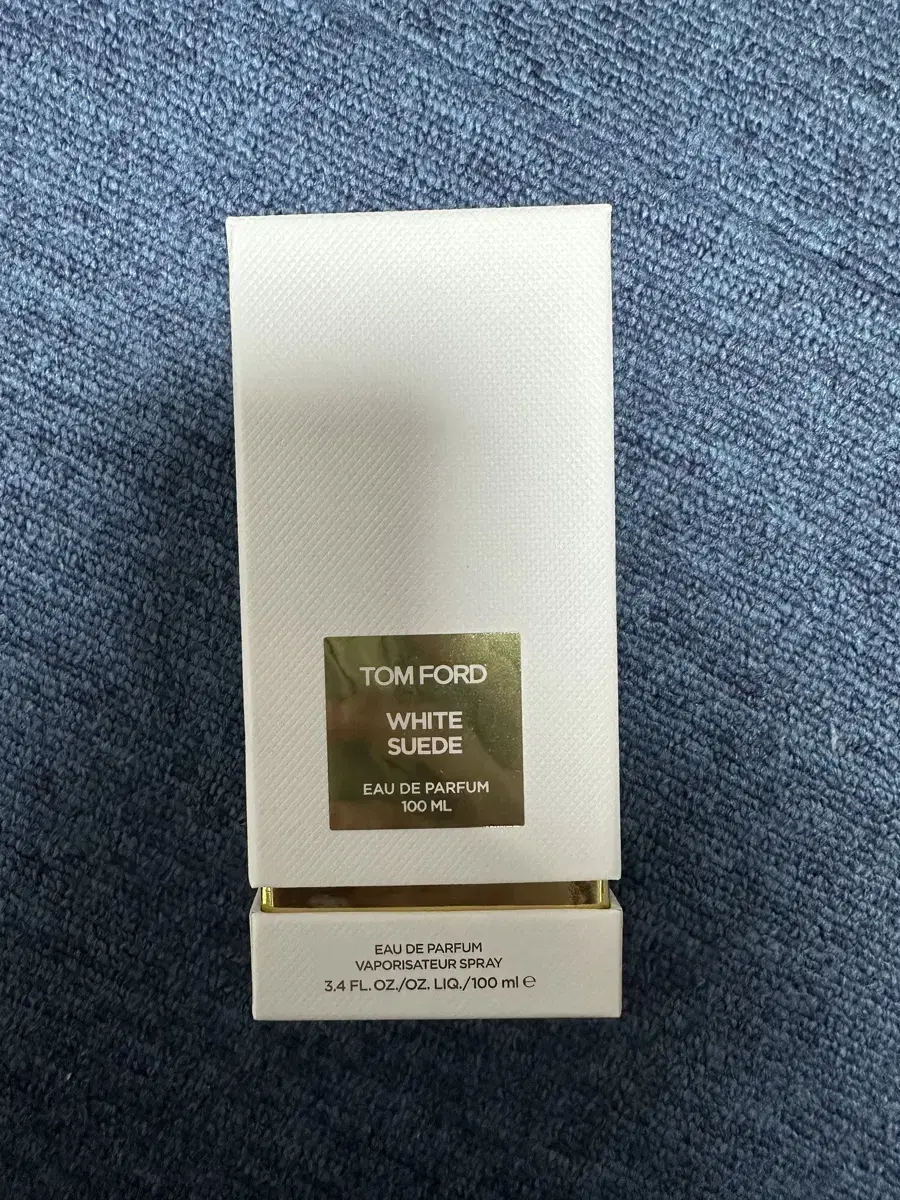 TOM FORD
WHITE
SUEDE
EAU DE PARFUM
100 ML
EAU DE PARFUM
VAPORISATEUR SPRAY
3.4 FL. OZ./OZ. LIQ./100 ml ℮